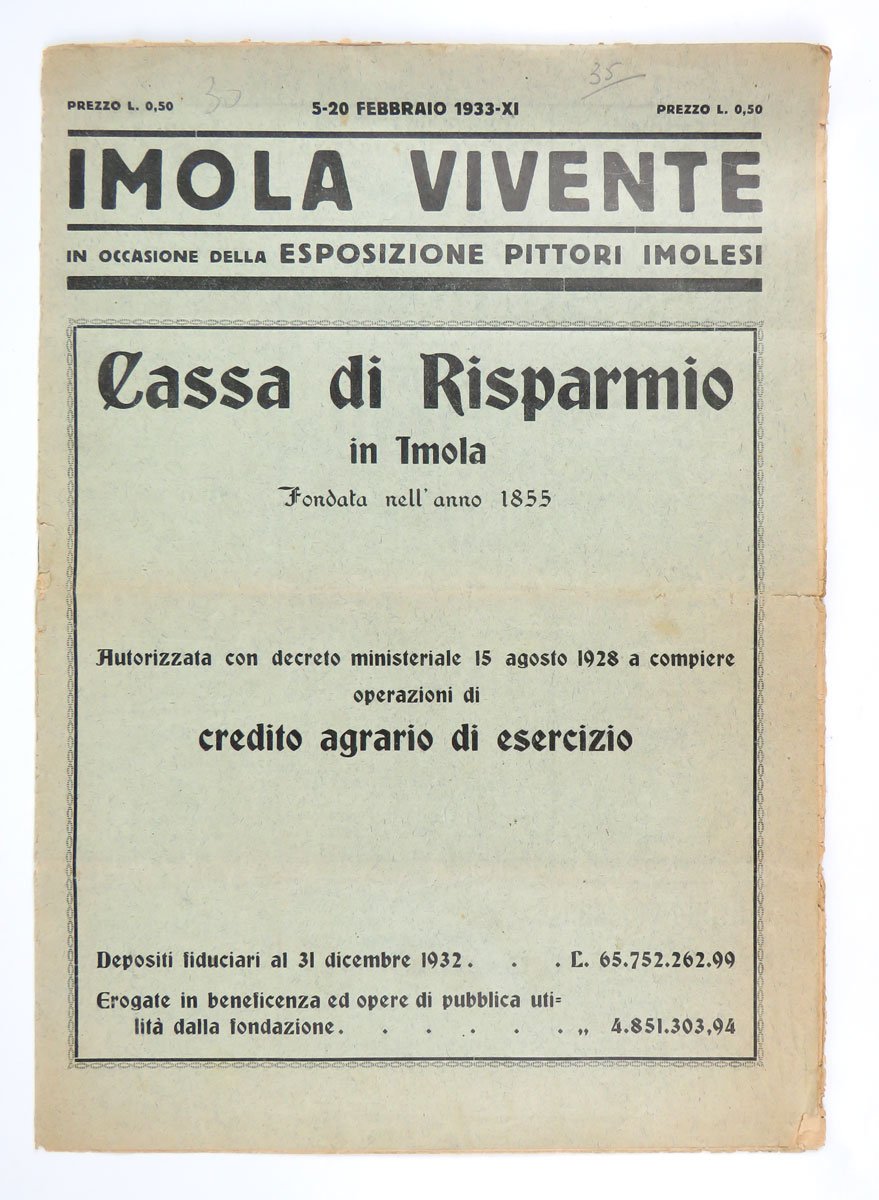 30
35
PREZZO L. 0,50
5-20 FEBBRAIO 1933-XI
PREZZO L. 0,50
IMOLA VIVENTE
IN OCCASIONE DELLA ESPOSIZIONE PITTORI IMOLESI
Cassa di Risparmio
in Imola
Fondata nell'anno 1855
Autorizzata con decreto ministeriale 15 agosto 1928 a compiere
operazioni di
credito agrario di esercizio
Depositi fiduciari al 31 dicembre 1932. . . . L. 65.752.262.99
Erogate in beneficenza ed opere di pubblica uti=
lità dalla fondazione. . . . . . „ 4.851.303,94